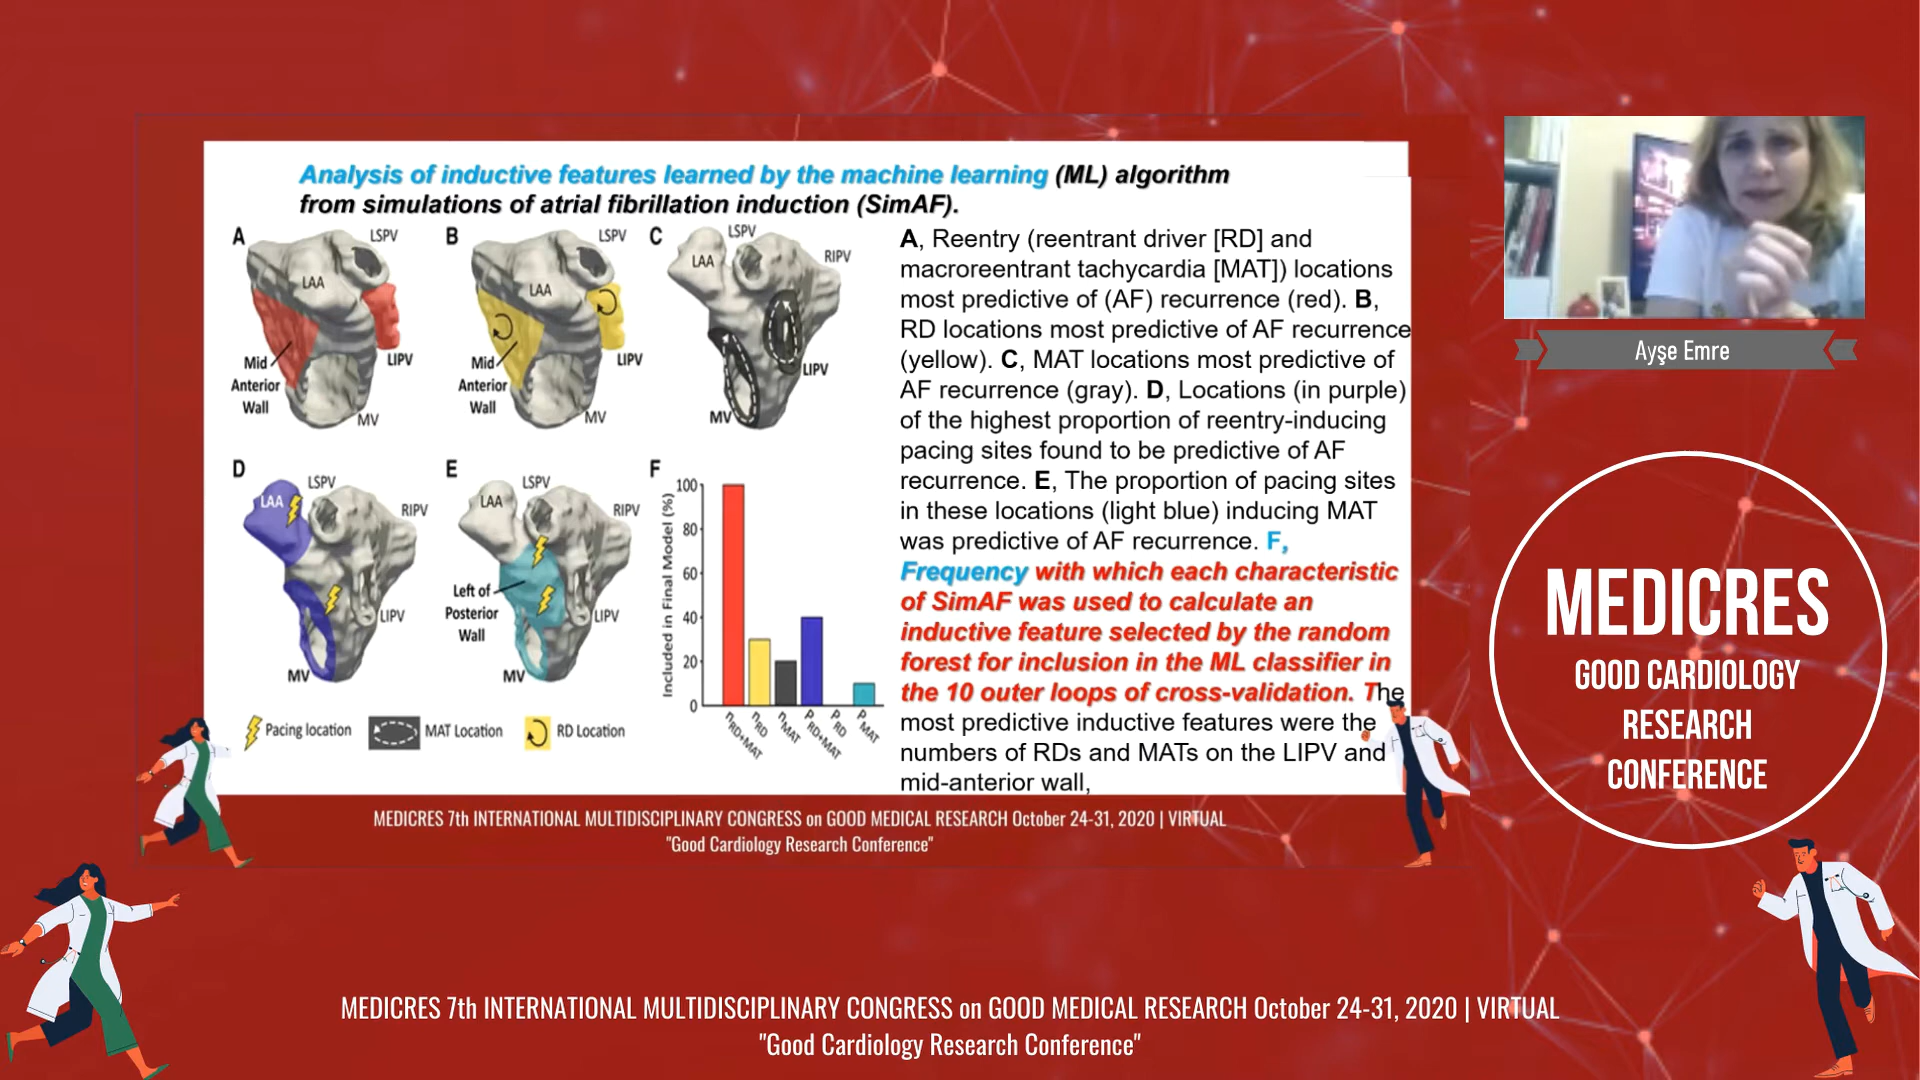 Analysis of inductive features learned by the machine learning (ML) algorithm
from simulations of atrial fibrillation induction (SimAF).
A
LSPV
LAA
Mid
Anterior
Wall
LIPV
MV
B
LSPV
LAA
Mid
Anterior
Wall
LIPV
MV
C
LSPV
LAA
RIPV
LIPV
MV
D
LSPV
LAA
RIPV
LIPV
MV
E
LSPV
LAA
RIPV
Left of
Posterior
Wall
LIPV
MV
F
Included in Final Model (%)
100
80
60
40
20
0
nRD+MAT
nRD
nMAT
PRD+MAT
PRD
PMAT
Pacing location
MAT Location
RD Location
A, Reentry (reentrant driver [RD] and
macroreentrant tachycardia [MAT]) locations
most predictive of (AF) recurrence (red). B,
RD locations most predictive of AF recurrence
(yellow). C, MAT locations most predictive of
AF recurrence (gray). D, Locations (in purple)
of the highest proportion of reentry-inducing
pacing sites found to be predictive of AF
recurrence. E, The proportion of pacing sites
in these locations (light blue) inducing MAT
was predictive of AF recurrence. F,
Frequency with which each characteristic
of SimAF was used to calculate an
inductive feature selected by the random
forest for inclusion in the ML classifier in
the 10 outer loops of cross-validation. The
most predictive inductive features were the
numbers of RDs and MATs on the LIPV and
mid-anterior wall,
MEDICRES 7th INTERNATIONAL MULTIDISCIPLINARY CONGRESS on GOOD MEDICAL RESEARCH October 24-31, 2020 | VIRTUAL
"Good Cardiology Research Conference"
Ayşe Emre
MEDICRES
GOOD CARDIOLOGY
RESEARCH
CONFERENCE
MEDICRES 7th INTERNATIONAL MULTIDISCIPLINARY CONGRESS on GOOD MEDICAL RESEARCH October 24-31, 2020 | VIRTUAL
"Good Cardiology Research Conference"